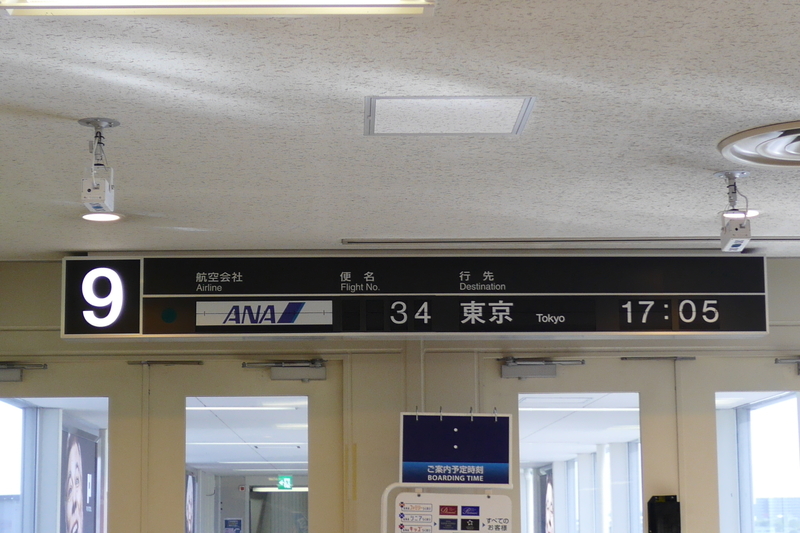 9
航空会社
Airline
便名
Flight No.
行先
Destination
ANA 34 東京 Tokyo 17:05
ご案内予定時刻
BOARDING TIME
すべての
お客様